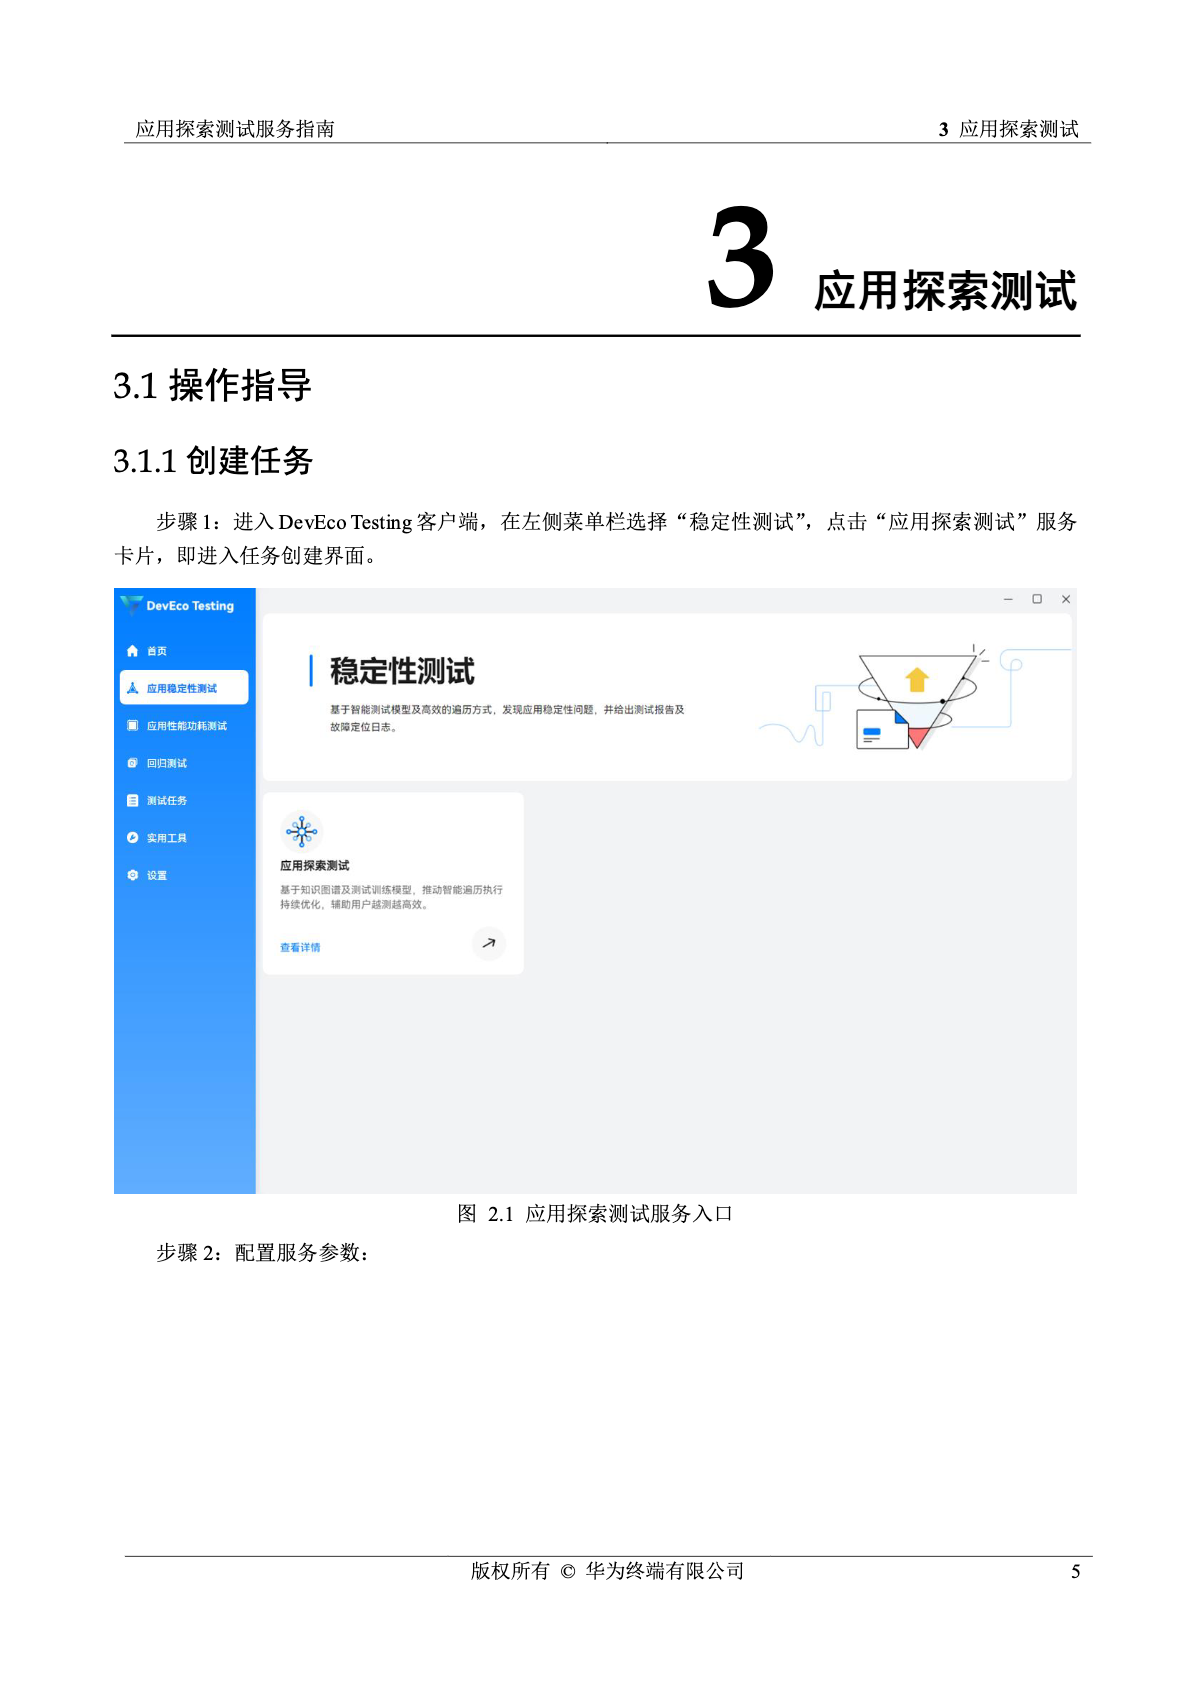 应用探索测试服务指南
3 应用探索测试
3 应用探索测试
3.1 操作指导
3.1.1 创建任务
步骤 1：进入 DevEco Testing 客户端，在左侧菜单栏选择“稳定性测试”，点击“应用探索测试”服务
卡片，即进入任务创建界面。
DevEco Testing
首页
应用稳定性测试
应用性能功耗测试
回归测试
测试任务
实用工具
设置
稳定性测试
基于智能测试模型及高效的遍历方式，发现应用稳定性问题，并给出测试报告及
故障定位日志。
应用探索测试
基于知识图谱及测试训练模型，推动智能遍历执行
持续优化，辅助用户越测越高效。
查看详情
图 2.1 应用探索测试服务入口
步骤 2：配置服务参数：
版权所有 © 华为终端有限公司
5